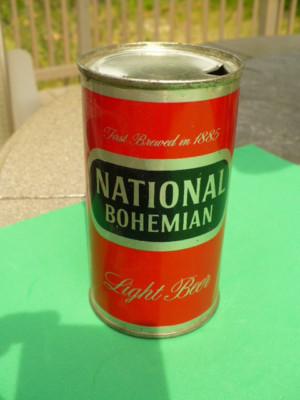 First Brewed in 1885
NATIONAL
BOHEMIAN
Light Beer